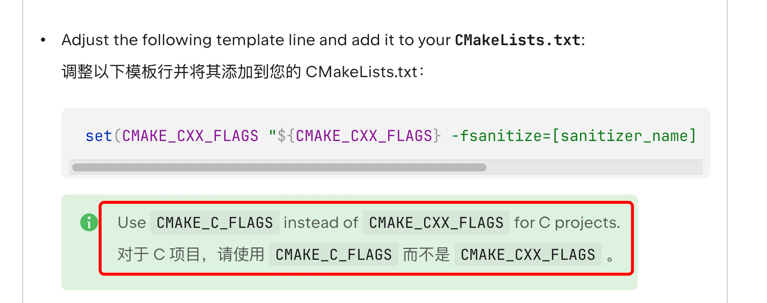 • Adjust the following template line and add it to your CMakeLists.txt:
调整以下模板行并将其添加到您的 CMakeLists.txt：
set(CMAKE_CXX_FLAGS "${CMAKE_CXX_FLAGS} -fsanitize=[sanitizer_name]
Use CMAKE_C_FLAGS instead of CMAKE_CXX_FLAGS for C projects.
对于 C 项目，请使用 CMAKE_C_FLAGS 而不是 CMAKE_CXX_FLAGS 。